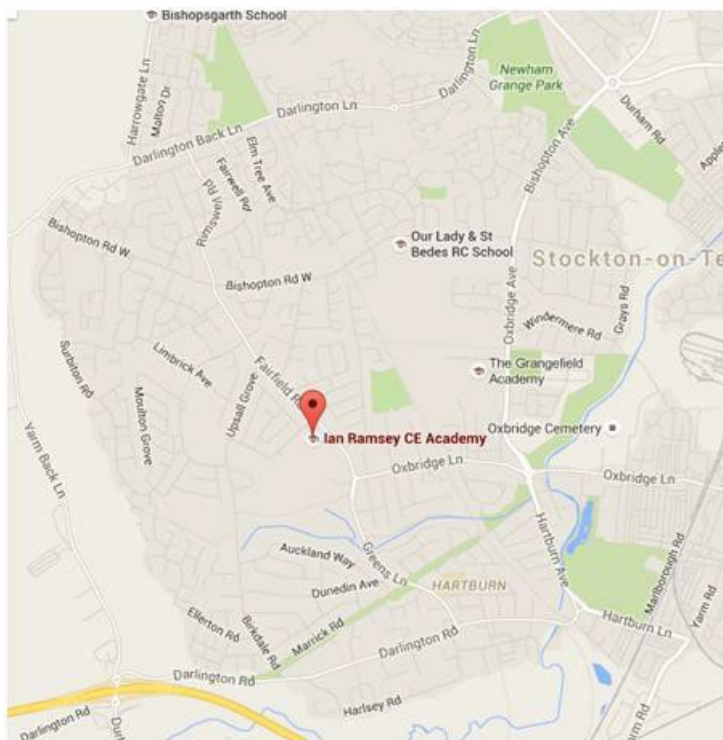 Bishopsgarth School
Harrowgate Ln
Malton Dr
Darlington Ln
Darlington Ln
Newham
Grange Park
Durham Rd
Darlington Back Ln
Elm Tree Ave
Fairwell Rd
Rimswell Rd
Bishopton Ave
Bishopton Rd W
Our Lady & St
Bedes RC School
Bishopton Rd W
Stockton-on-Te
Oxbridge Ave
Windermere Rd
Grays Rd
Surbiton Rd
Limbrick Ave
Moulton Grove
Upsall Grove
Fairfield Rd
The Grangefield
Academy
Ian Ramsey CE Academy
Oxbridge Cemetery
Yarm Back Ln
Oxbridge Ln
Oxbridge Ln
Auckland Way
Greens Ln
Dunedin Ave
HARTBURN
Hartburn Ave
Marlborough Rd
Yarm Rd
Ellerton Rd
Birkdale Rd
Marrick Rd
Darlington Rd
Hartburn Ln
Darlington Rd
Harlsey Rd
Darlington Rd